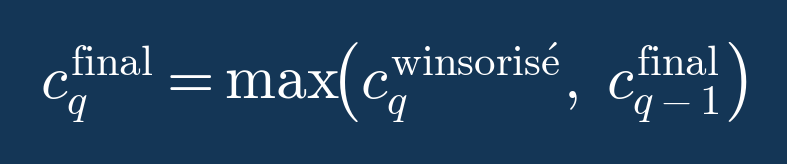 c_q^{final} = max(c_q^{winsorisé}, c_{q-1}^{final})